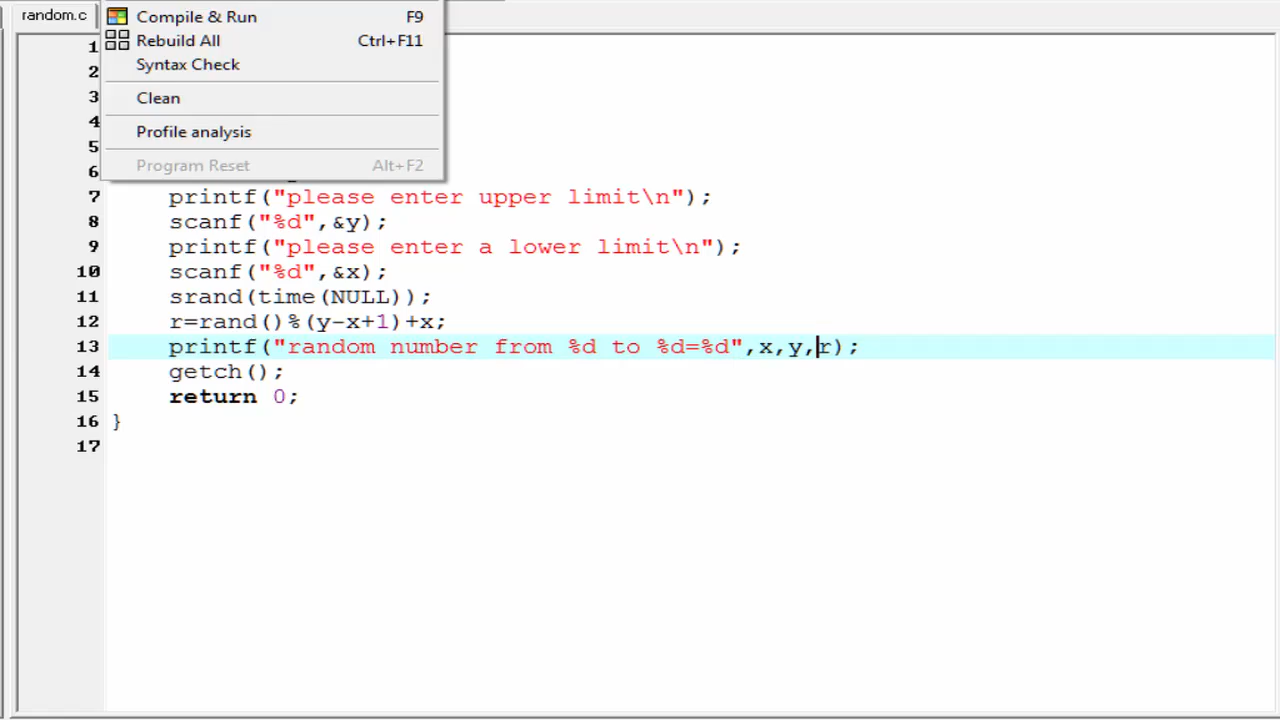 random.c
Compile & Run F9
Rebuild All Ctrl+F11
Syntax Check
Clean
Profile analysis
Program Reset Alt+F2
1
2
3
4
5
6
7 printf("please enter upper limit\n");
8 scanf("%d",&y);
9 printf("please enter a lower limit\n");
10 scanf("%d",&x);
11 srand(time(NULL));
12 r=rand()%(y-x+1)+x;
13 printf("random number from %d to %d=%d",x,y,r);
14 getch();
15 return 0;
16 }
17